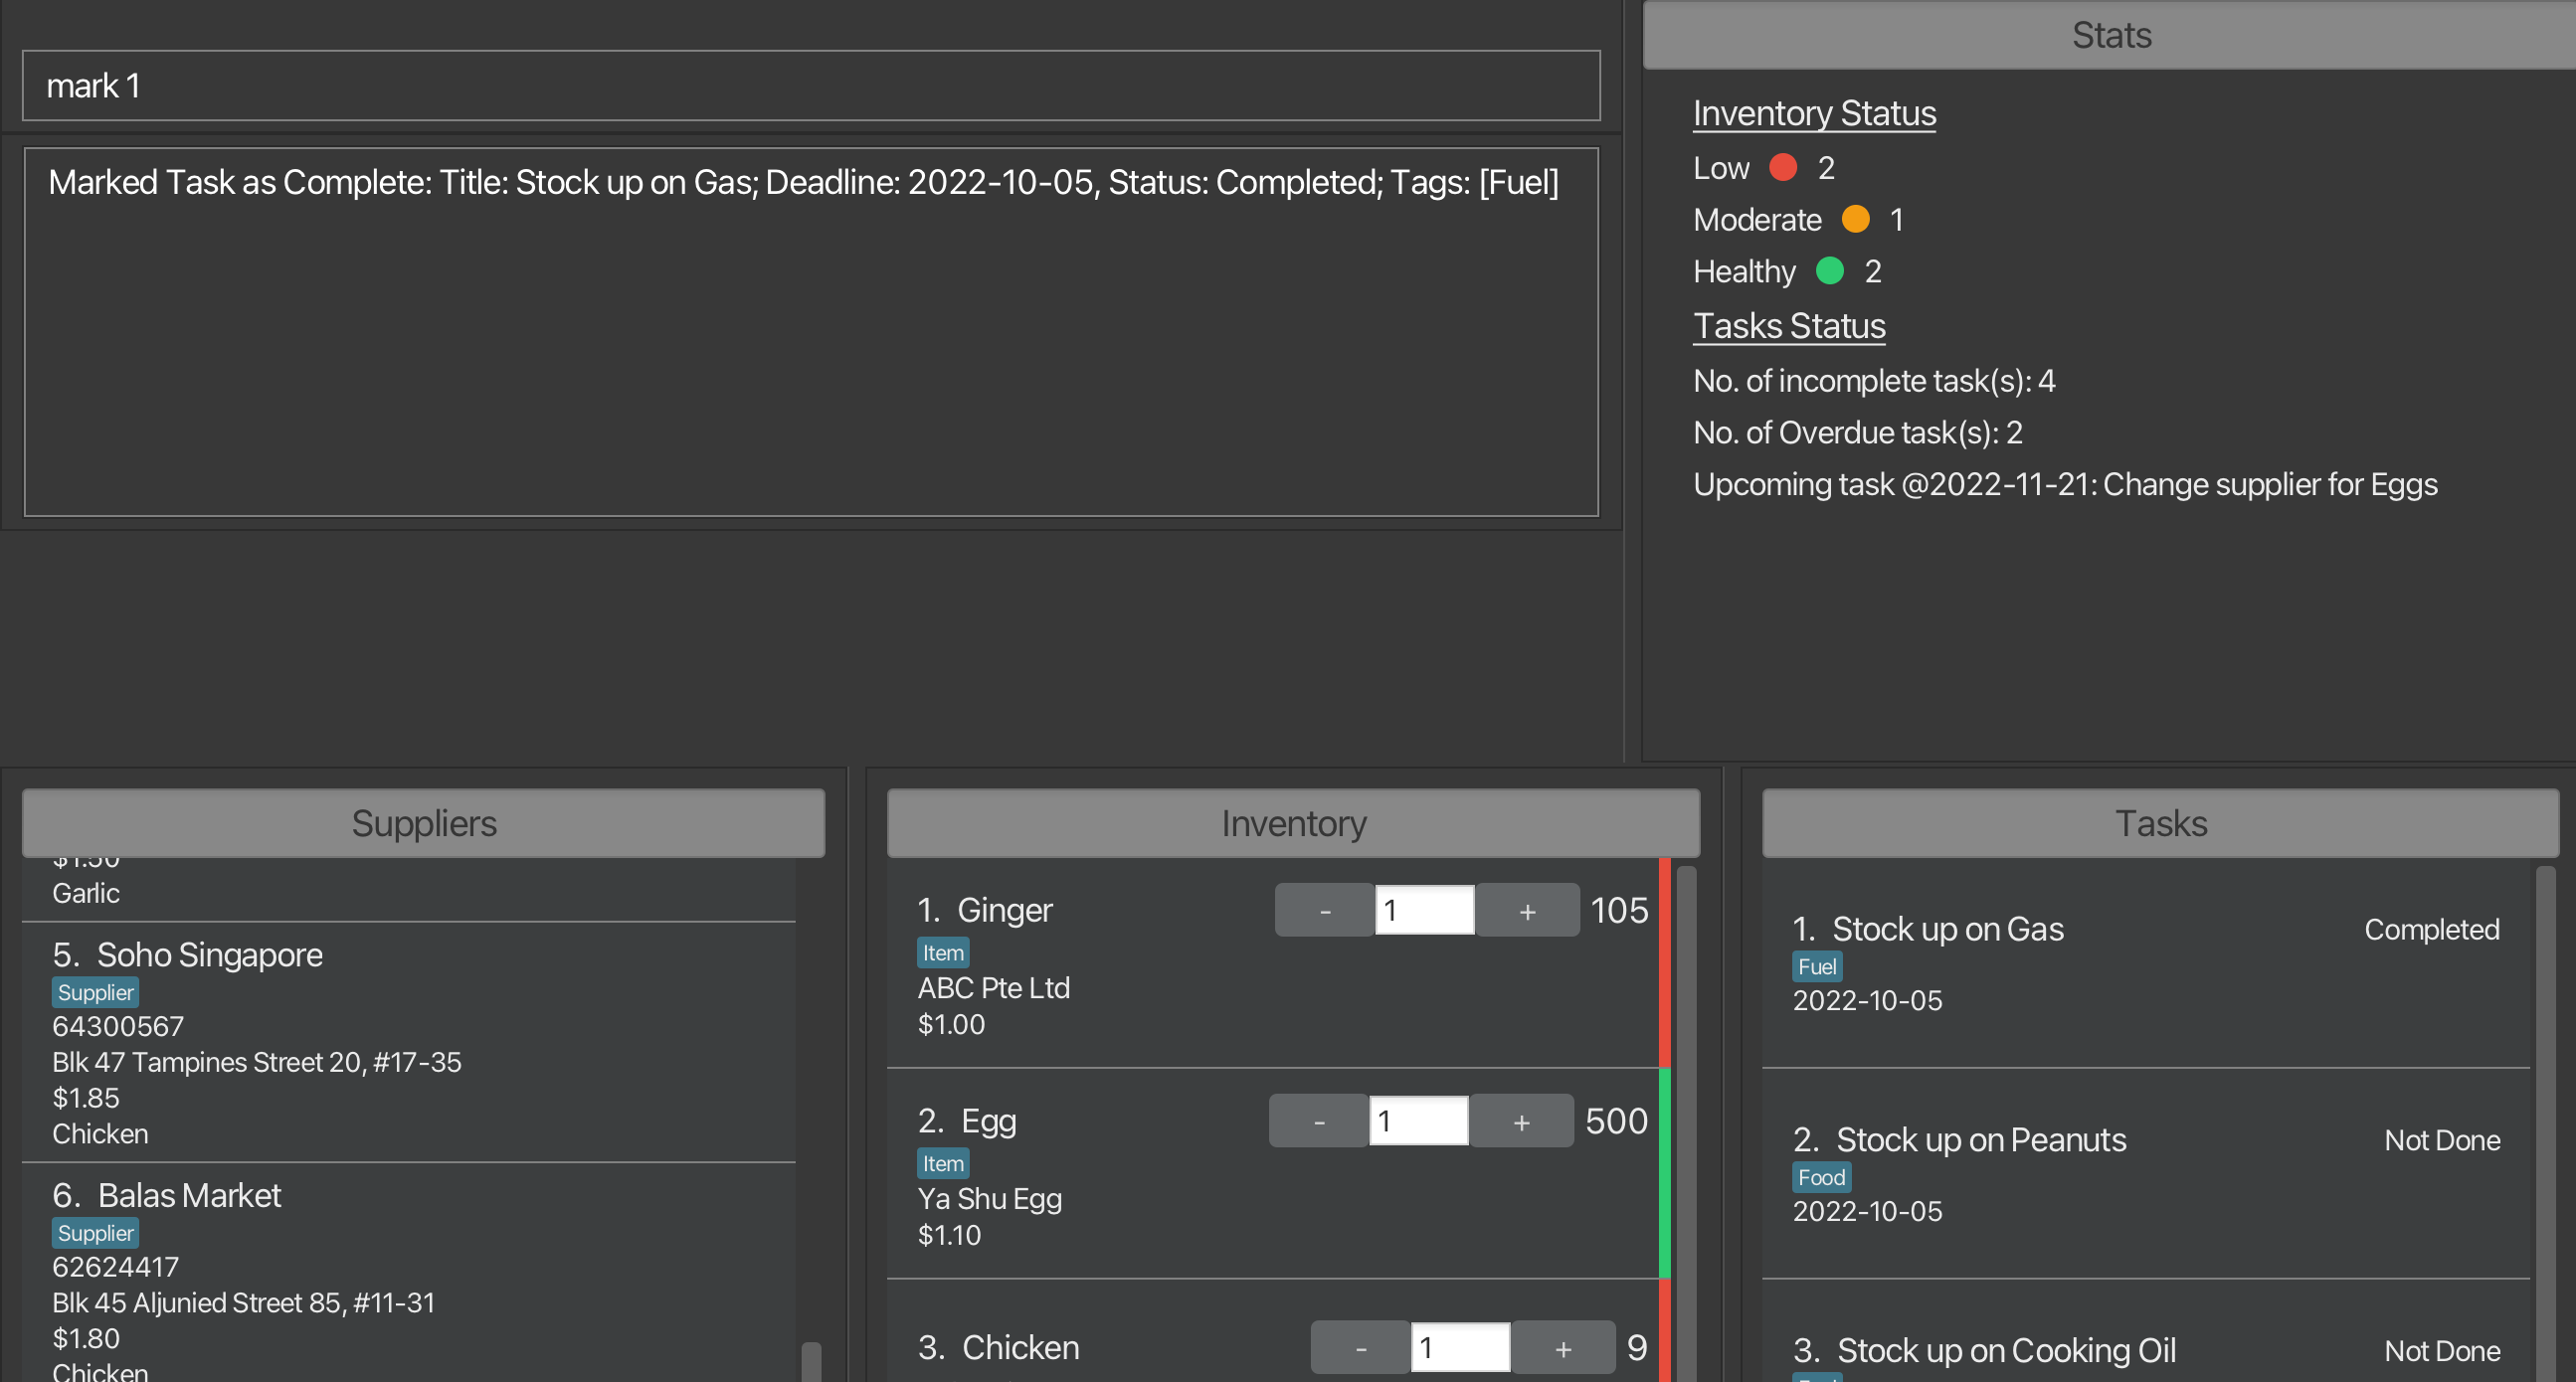 mark 1
Marked Task as Complete: Title: Stock up on Gas; Deadline: 2022-10-05, Status: Completed; Tags: [Fuel]
Stats
Inventory Status
Low 2
Moderate 1
Healthy 2
Tasks Status
No. of incomplete task(s): 4
No. of Overdue task(s): 2
Upcoming task @2022-11-21: Change supplier for Eggs
Suppliers
$1.50
Garlic
5. Soho Singapore
Supplier
64300567
Blk 47 Tampines Street 20, #17-35
$1.85
Chicken
6. Balas Market
Supplier
62624417
Blk 45 Aljunied Street 85, #11-31
$1.80
Chicken
Inventory
1. Ginger - 1 + 105
Item
ABC Pte Ltd
$1.00
2. Egg - 1 + 500
Item
Ya Shu Egg
$1.10
3. Chicken - 1 + 9
Tasks
1. Stock up on Gas Completed
Fuel
2022-10-05
2. Stock up on Peanuts Not Done
Food
2022-10-05
3. Stock up on Cooking Oil Not Done